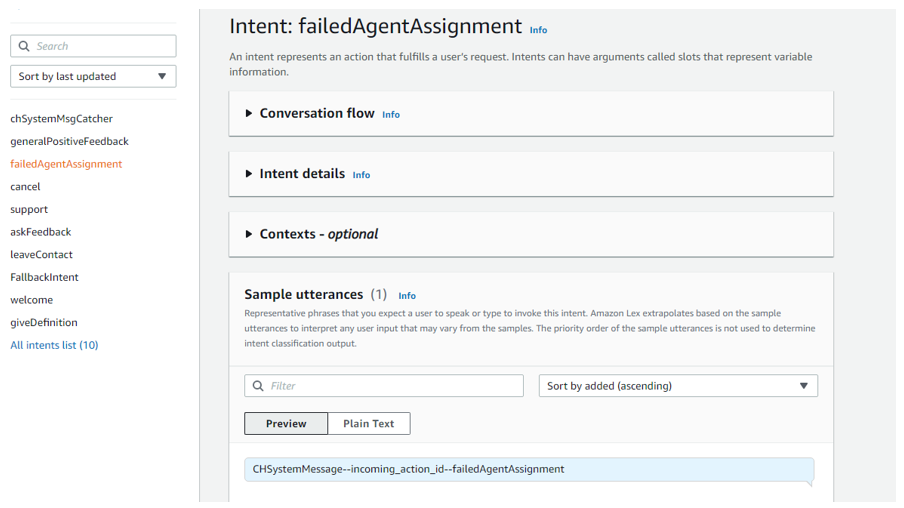 Search
Sort by last updated
chSystemMsgCatcher
generalPositiveFeedback
failedAgentAssignment
cancel
support
askFeedback
leaveContact
FallbackIntent
welcome
giveDefinition
All intents list (10)
Intent: failedAgentAssignment Info
An intent represents an action that fulfills a user's request. Intents can have arguments called slots that represent variable
information.
Conversation flow Info
Intent details Info
Contexts - optional
Sample utterances (1) Info
Representative phrases that you expect a user to speak or type to invoke this intent. Amazon Lex extrapolates based on the sample
utterances to interpret any user input that may vary from the samples. The priority order of the sample utterances is not used to determine
intent classification output.
Filter
Sort by added (ascending)
Preview
Plain Text
CHSystemMessage--incoming_action_id--failedAgentAssignment